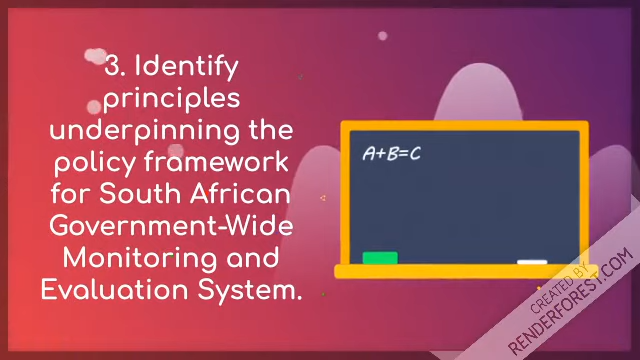 3. Identify
principles
underpinning the
policy framework
for South African
Government-Wide
Monitoring and
Evaluation System.
A+B=C
CREATED BY
RENDERFOREST.COM